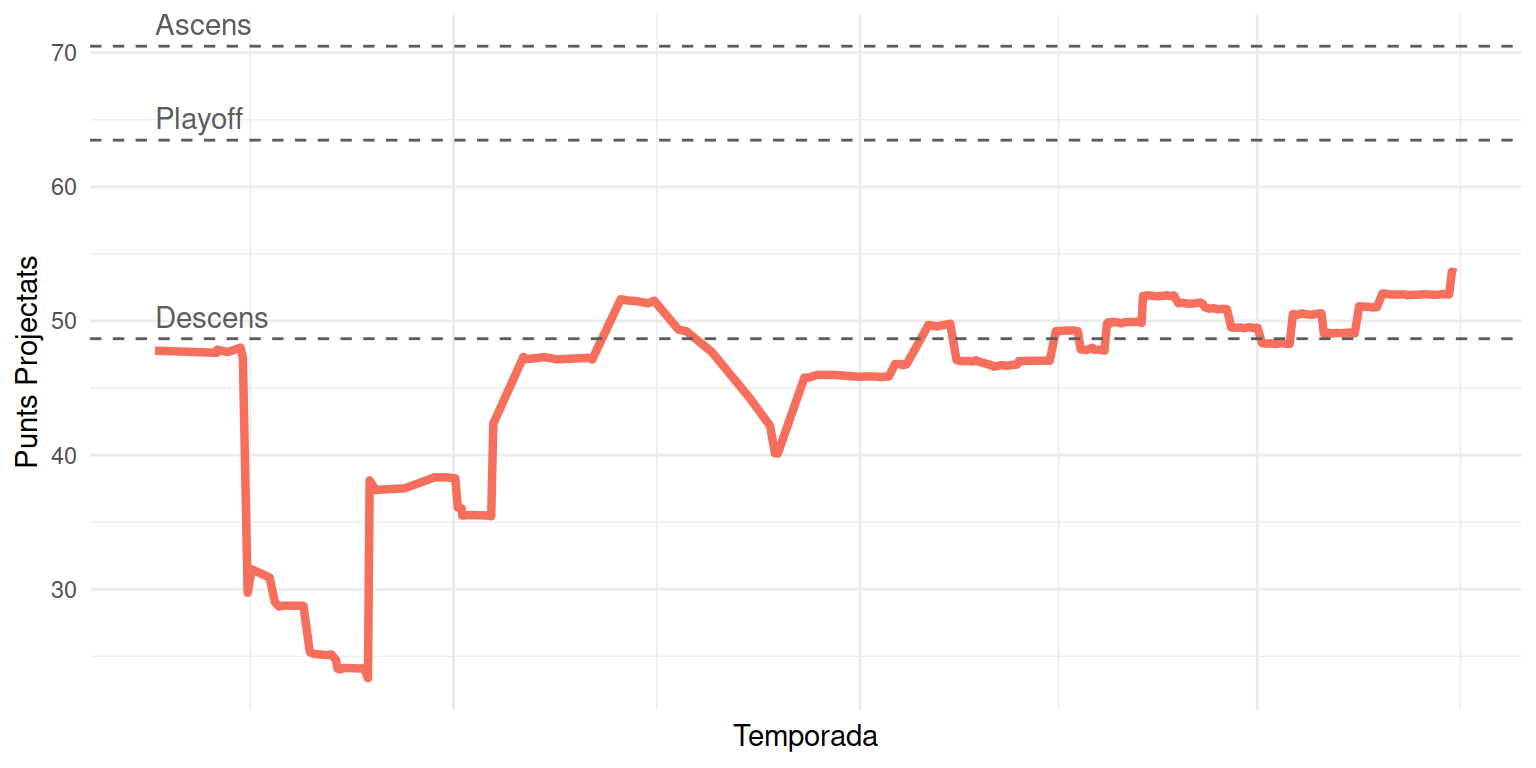 Ascens
70
Playoff
60
Descens
50
40
30
Punts Projectats
Temporada